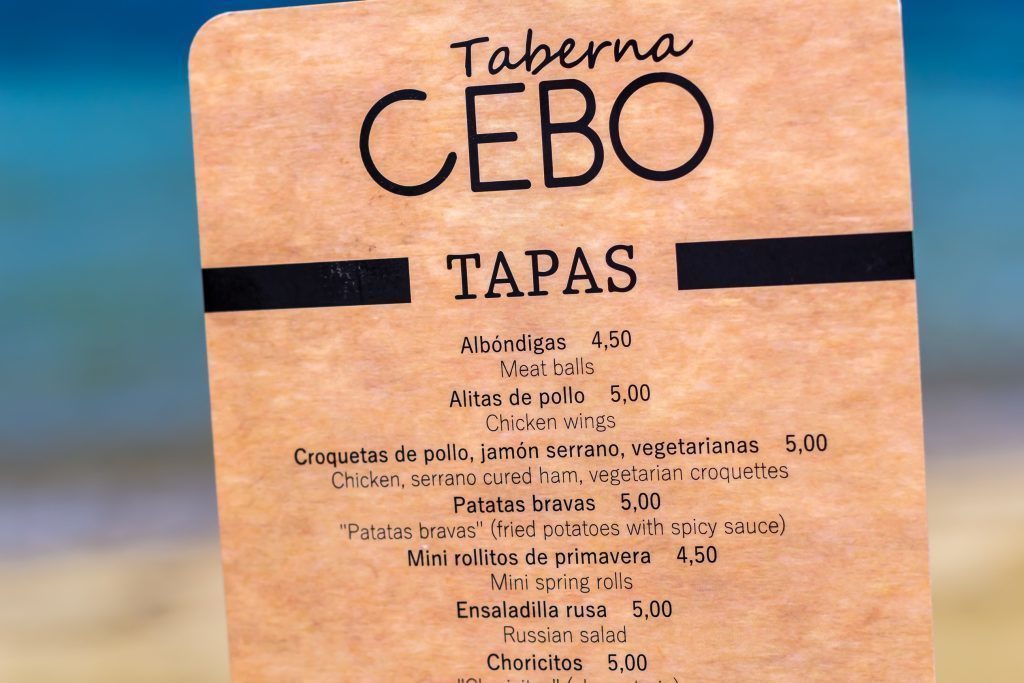 Taberna
CEBO
TAPAS
Albóndigas 4,50
Meat balls
Alitas de pollo 5,00
Chicken wings
Croquetas de pollo, jamón serrano, vegetarianas 5,00
Chicken, serrano cured ham, vegetarian croquettes
Patatas bravas 5,00
"Patatas bravas" (fried potatoes with spicy sauce)
Mini rollitos de primavera 4,50
Mini spring rolls
Ensaladilla rusa 5,00
Russian salad
Choricitos 5,00